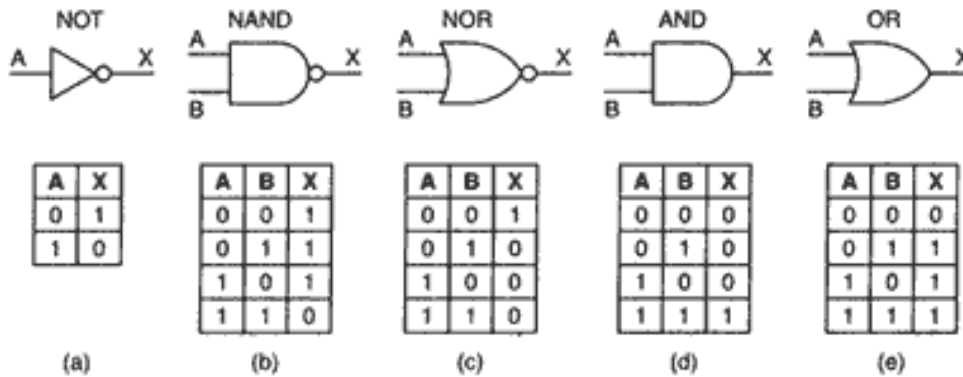 NOT NAND NOR AND OR
A X A B X A B X A B X A B X
A X A B X A B X A B X A B X
0 1 0 0 1 0 0 1 0 0 0 0 0 0
1 0 0 1 1 0 1 0 0 1 0 0 1 1
1 0 1 1 0 0 1 0 0 1 0 1
1 1 0 1 1 0 1 1 1 1 1 1
(a) (b) (c) (d) (e)